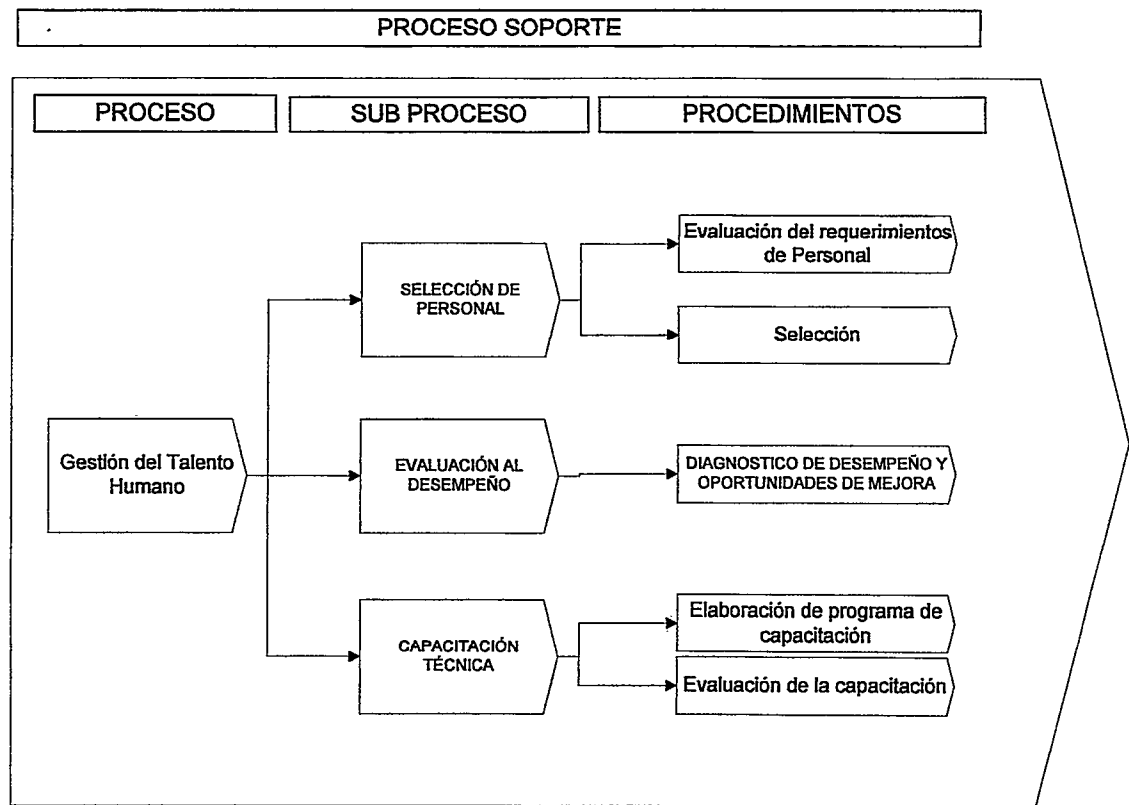 PROCESO SOPORTE
PROCESO
SUB PROCESO
PROCEDIMIENTOS
Evaluación del requerimientos
de Personal
SELECCIÓN DE
PERSONAL
Selección
Gestión del Talento
Humano
EVALUACIÓN AL
DESEMPEÑO
DIAGNOSTICO DE DESEMPEÑO Y
OPORTUNIDADES DE MEJORA
Elaboración de programa de
capacitación
CAPACITACIÓN
TÉCNICA
Evaluación de la capacitación